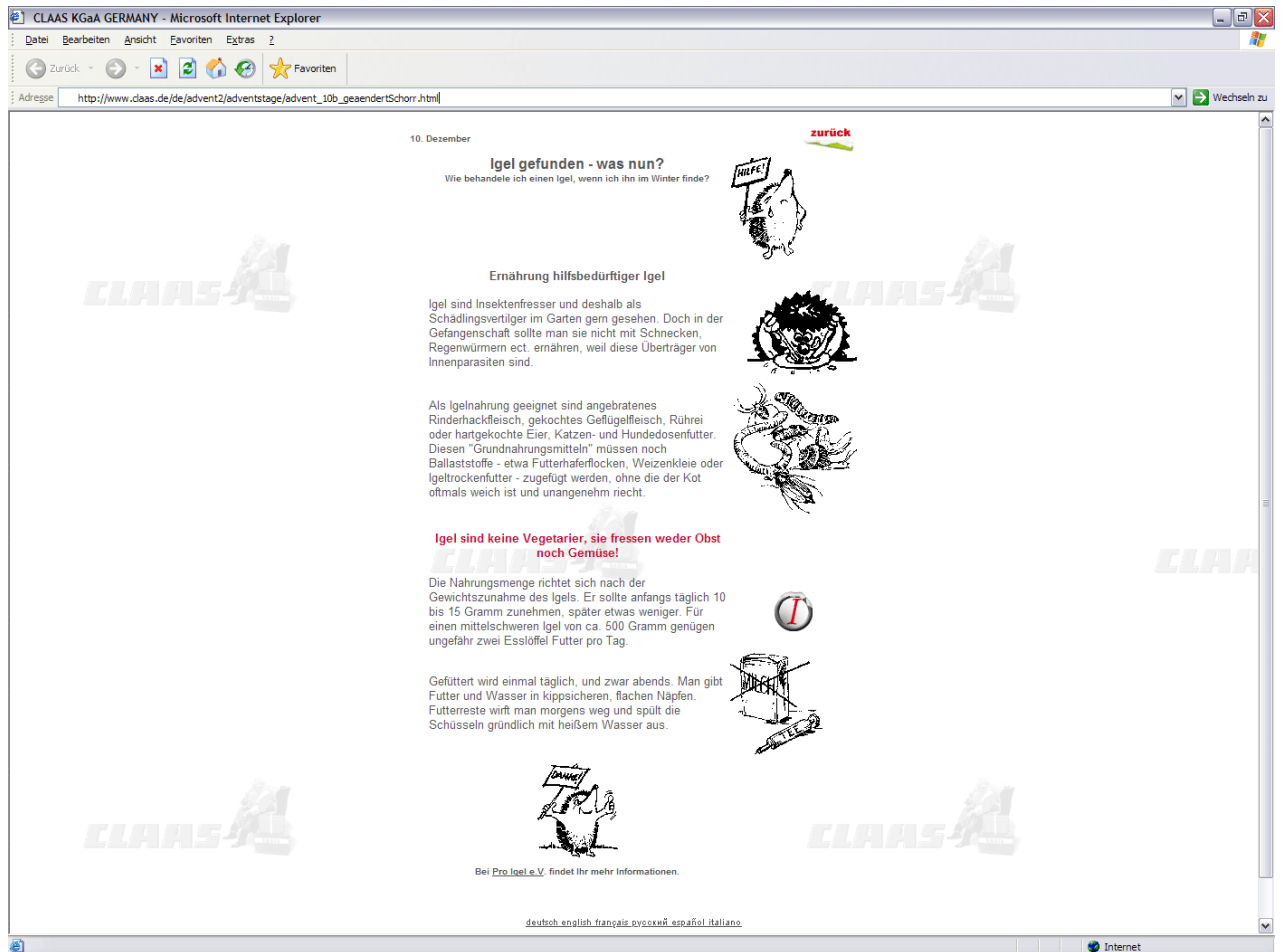 CLAAS KGaA GERMANY - Microsoft Internet Explorer
Datei Bearbeiten Ansicht Favoriten Extras ?
Zurück Favoriten
Adresse http://www.claas.de/de/advent2/adventstage/advent_10b_geaendertSchorr.html Wechseln zu
10. Dezember
zurück
Igel gefunden - was nun?
Wie behandele ich einen Igel, wenn ich ihn im Winter finde?
HILFE!
Ernährung hilfsbedürftiger Igel
Igel sind Insektenfresser und deshalb als
Schädlingsvertilger im Garten gern gesehen. Doch in der
Gefangenschaft sollte man sie nicht mit Schnecken,
Regenwürmern ect. ernähren, weil diese Überträger von
Innenparasiten sind.
CLAAS
CLAAS
Als Igelnahrung geeignet sind angebratenes
Rinderhackfleisch, gekochtes Geflügelfleisch, Rührei
oder hartgekochte Eier, Katzen- und Hundedosenfutter.
Diesen "Grundnahrungsmitteln" müssen noch
Ballaststoffe - etwa Futterhaferflocken, Weizenkleie oder
Igeltrockenfutter - zugefügt werden, ohne die der Kot
oftmals weich ist und unangenehm riecht.
Igel sind keine Vegetarier, sie fressen weder Obst
noch Gemüse!
CLAAS
CLAA
Die Nahrungsmenge richtet sich nach der
Gewichtszunahme des Igels. Er sollte anfangs täglich 10
bis 15 Gramm zunehmen, später etwas weniger. Für
einen mittelschweren Igel von ca. 500 Gramm genügen
ungefähr zwei Esslöffel Futter pro Tag.
I
Gefüttert wird einmal täglich, und zwar abends. Man gibt
Futter und Wasser in kippsicheren, flachen Näpfen.
Futterreste wirft man morgens weg und spült die
Schüsseln gründlich mit heißem Wasser aus.
MILCH
TEE
DANKE!
CLAAS
CLAAS
Bei Pro Igel e.V. findet Ihr mehr Informationen.
deutsch english français русский español italiano
Internet